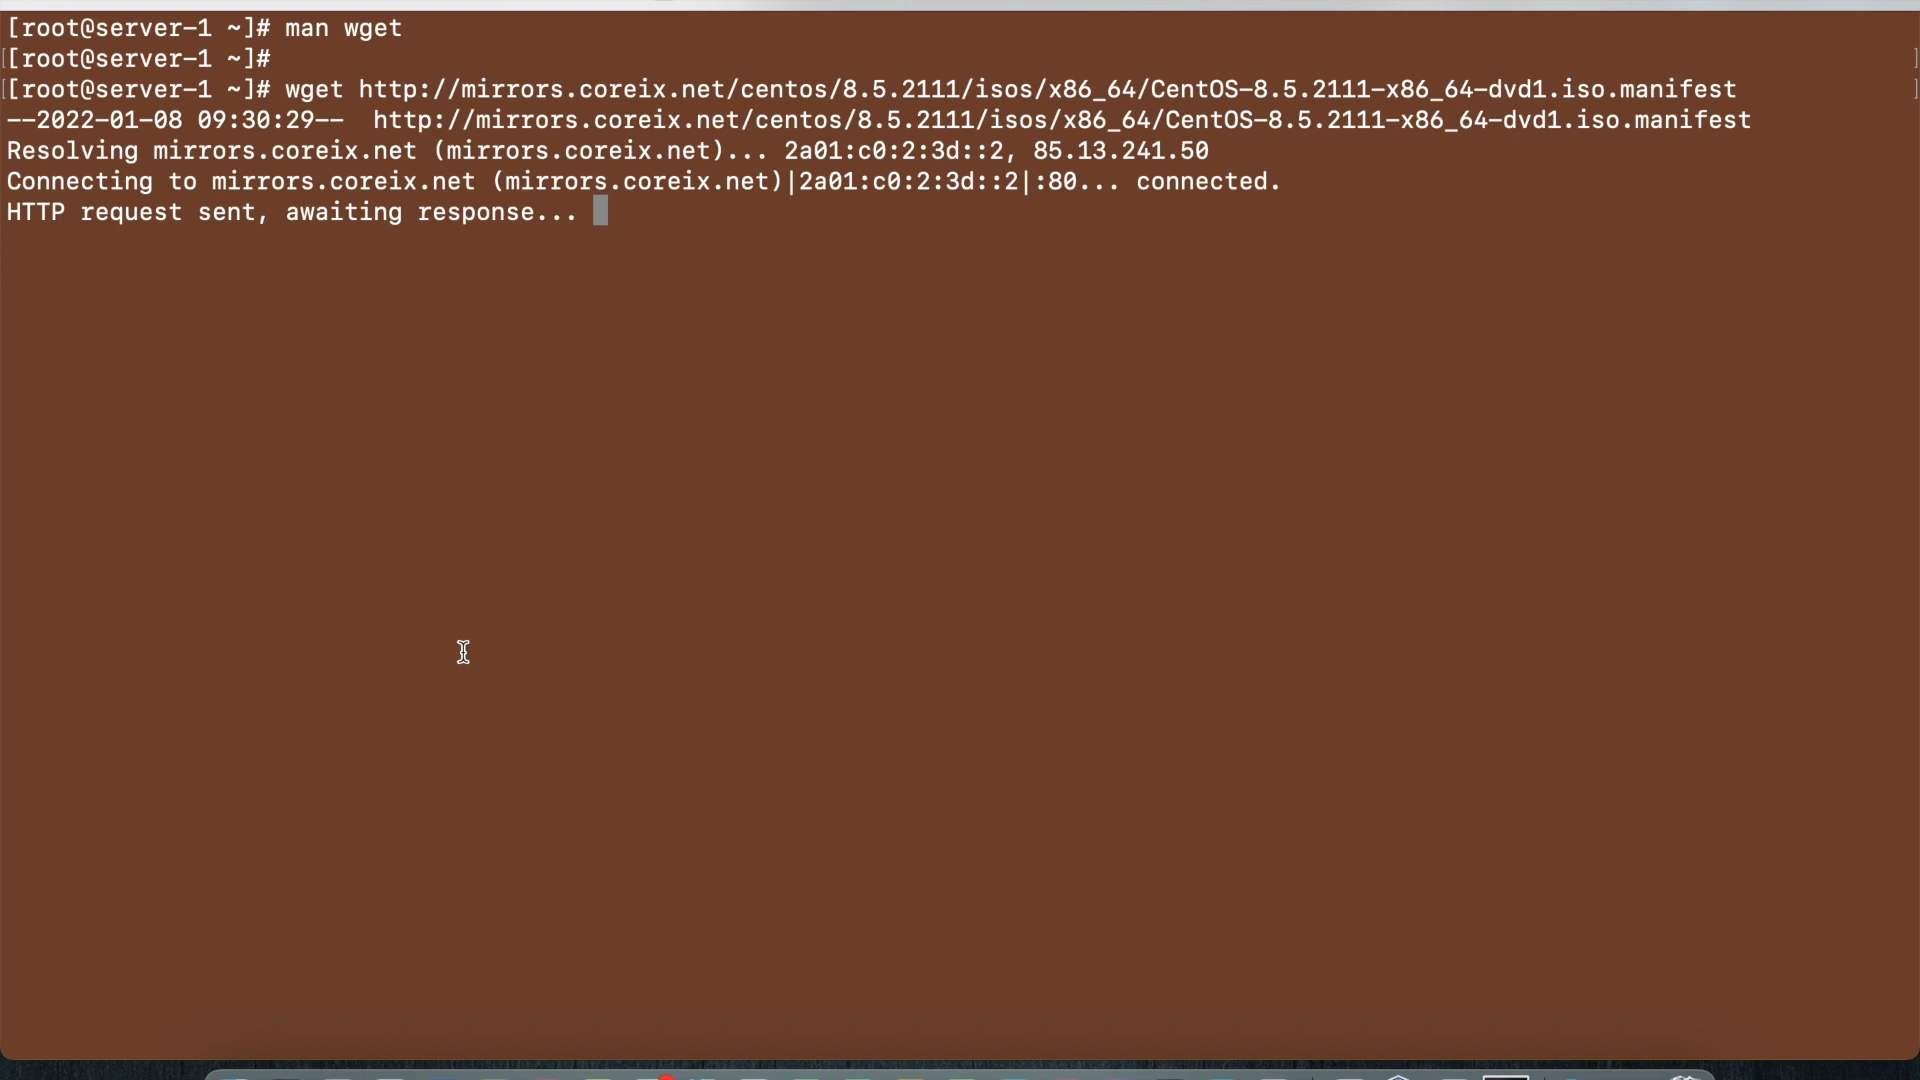 [root@server-1 ~]# man wget
[root@server-1 ~]#
[root@server-1 ~]# wget http://mirrors.coreix.net/centos/8.5.2111/isos/x86_64/CentOS-8.5.2111-x86_64-dvd1.iso.manifest
--2022-01-08 09:30:29--  http://mirrors.coreix.net/centos/8.5.2111/isos/x86_64/CentOS-8.5.2111-x86_64-dvd1.iso.manifest
Resolving mirrors.coreix.net (mirrors.coreix.net)... 2a01:c0:2:3d::2, 85.13.241.50
Connecting to mirrors.coreix.net (mirrors.coreix.net)|2a01:c0:2:3d::2|:80... connected.
HTTP request sent, awaiting response...